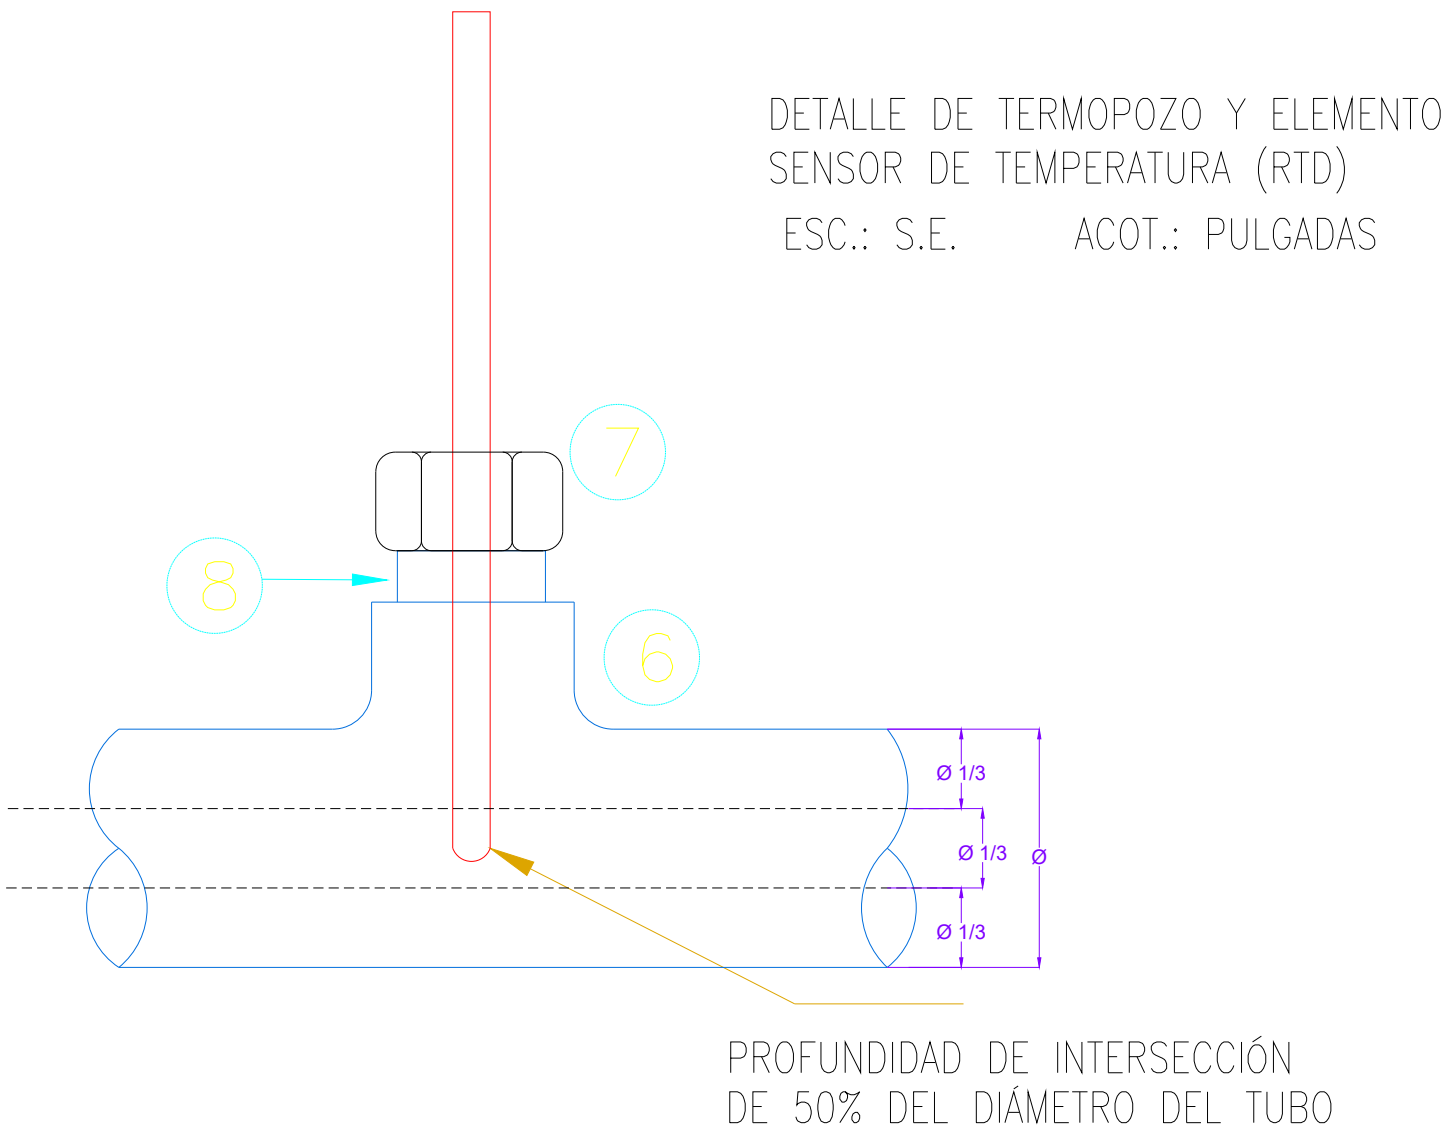 DETALLE DE TERMOPOZO Y ELEMENTO
SENSOR DE TEMPERATURA (RTD)
ESC.: S.E. ACOT.: PULGADAS
7
8
6
Ø 1/3
Ø 1/3
Ø
Ø 1/3
PROFUNDIDAD DE INTERSECCIÓN
DE 50% DEL DIÁMETRO DEL TUBO